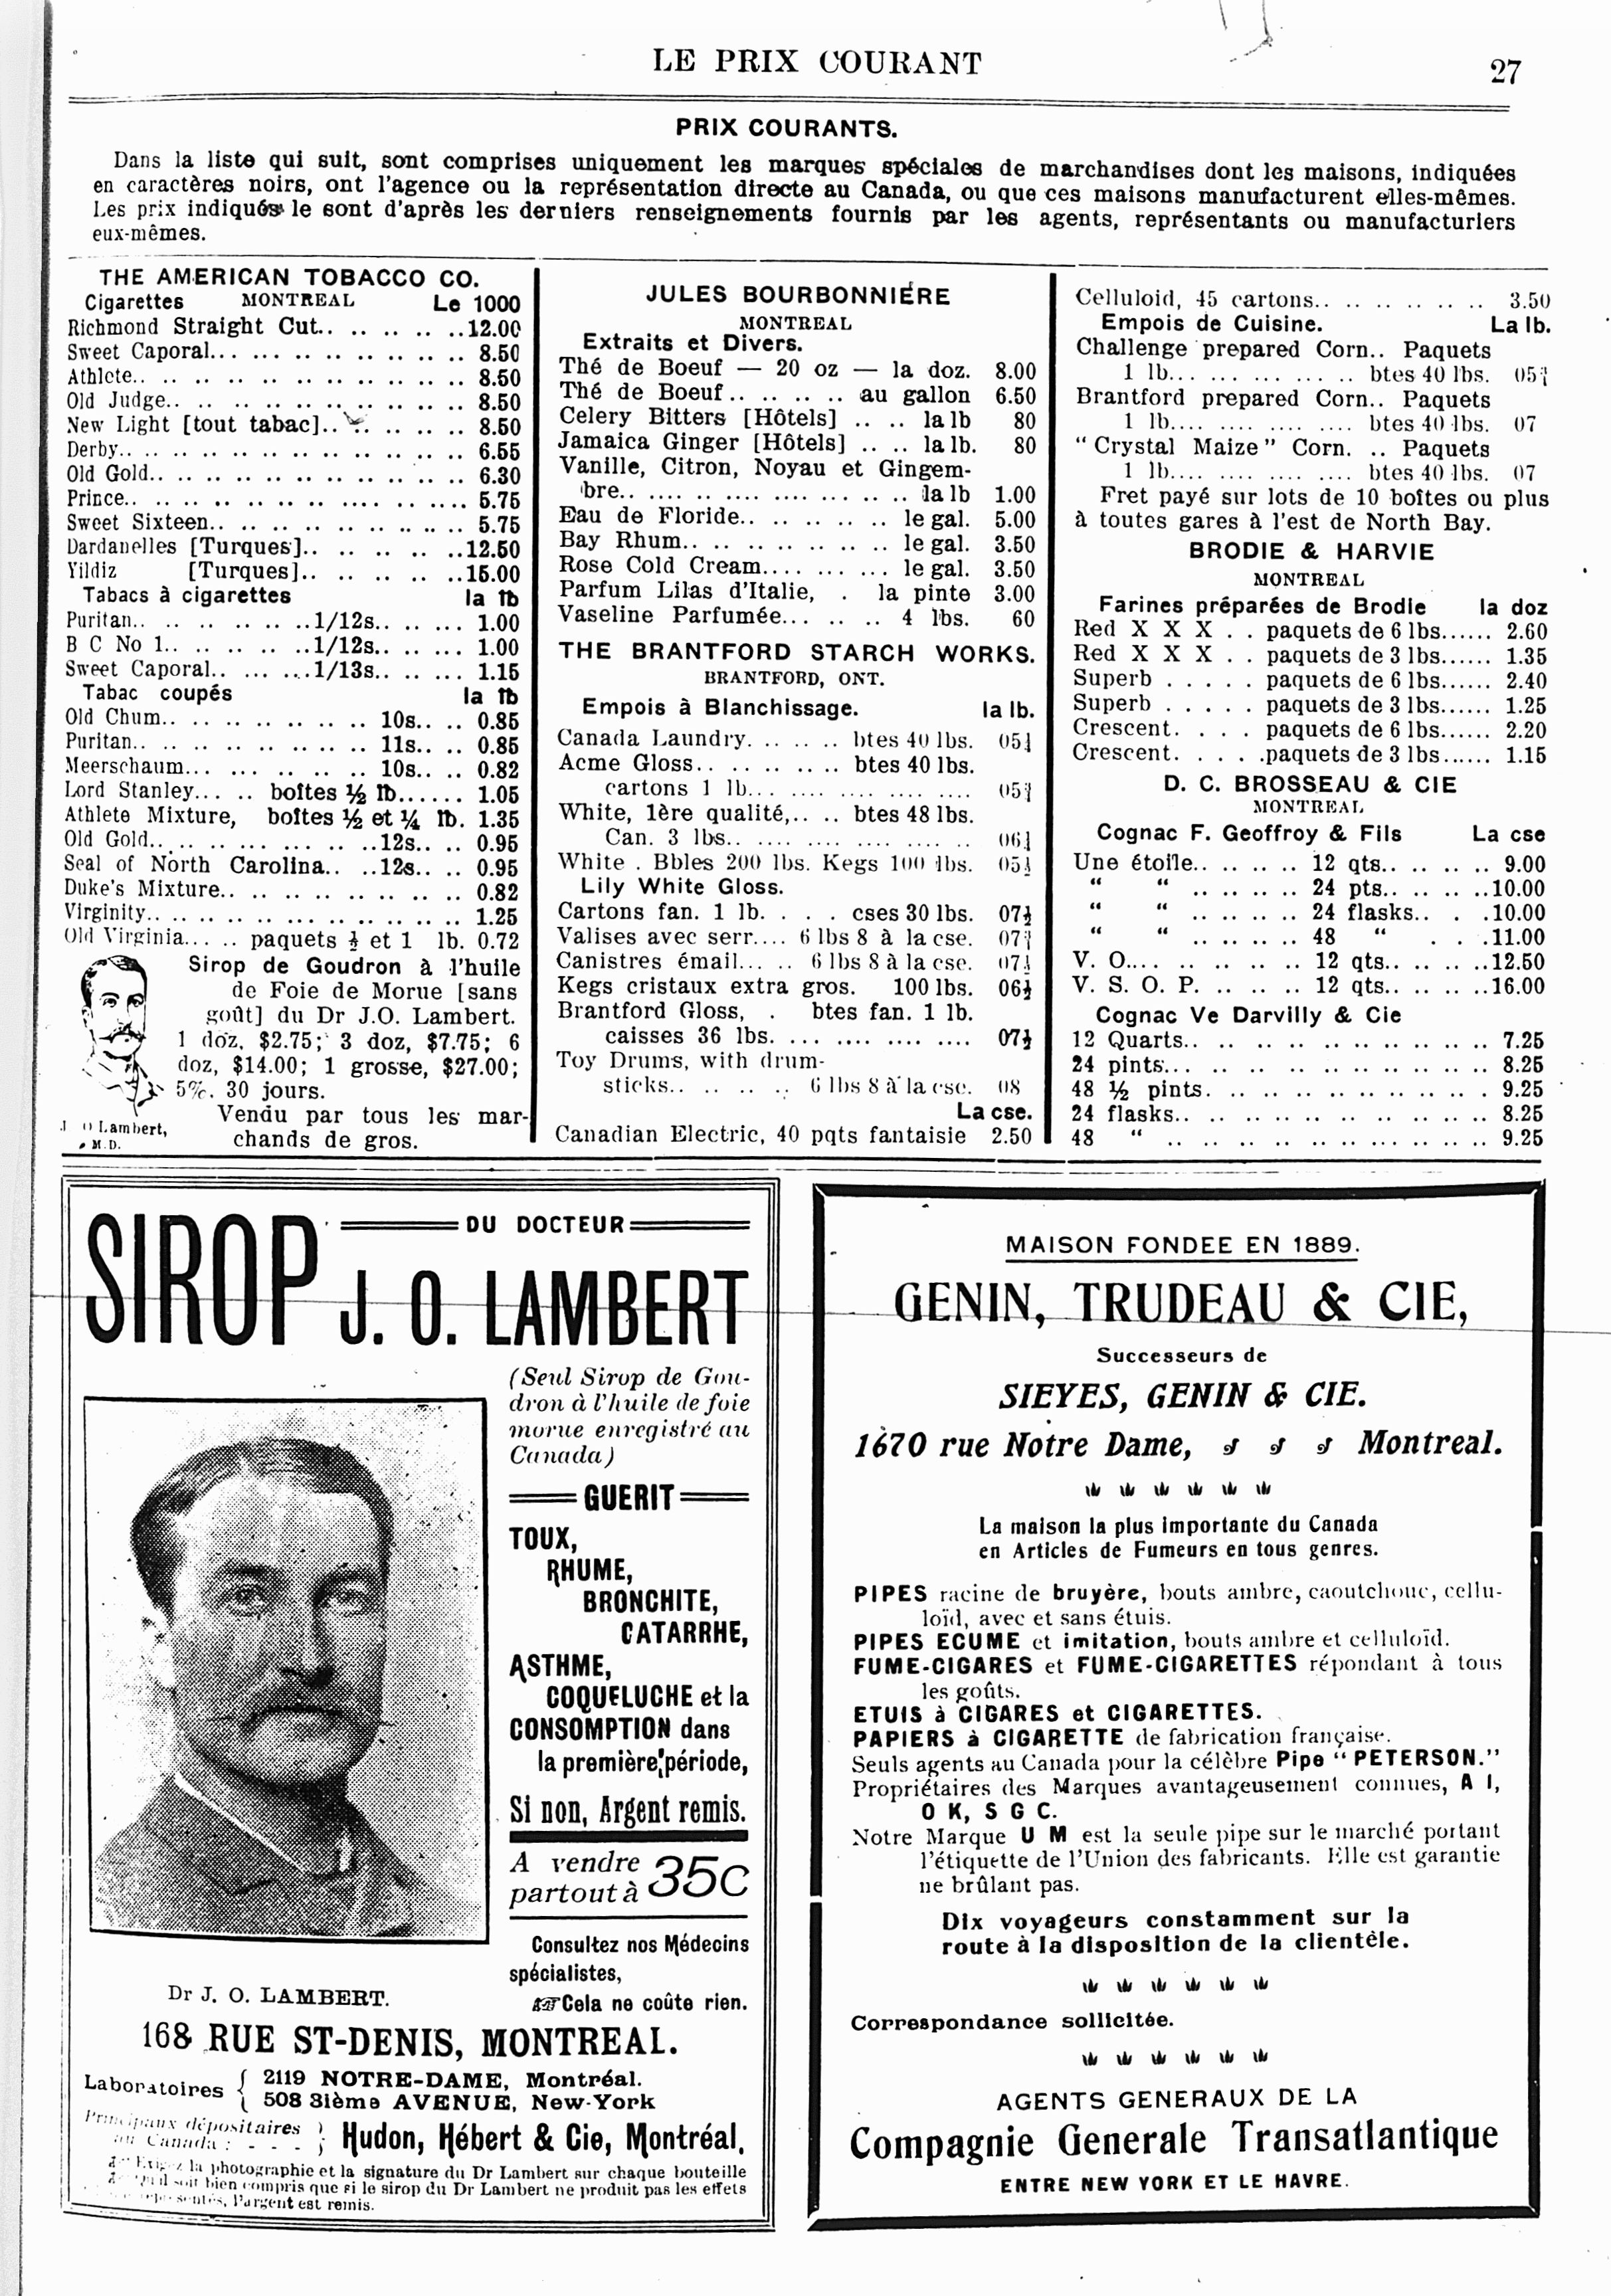 LE PRIX COURANT
27
PRIX COURANTS.
Dans la liste qui suit, sont comprises uniquement les marques spéciales de marchandises dont les maisons, indiquées
en caractères noirs, ont l'agence ou la représentation directe au Canada, ou que ces maisons manufacturent elles-mêmes.
Les prix indiqués le sont d'après les derniers renseignements fournis par les agents, représentants ou manufacturiers
eux-mêmes.
THE AMERICAN TOBACCO CO.
Cigarettes MONTREAL Le 1000
Richmond Straight Cut.. .. .. .. ..12.00
Sweet Caporal... ... .. .. .. .. .. 8.50
Athlete.. .. .. .. .. .. .. .. .. 8.50
Old Judge.. .. .. .. .. .. .. .. 8.50
New Light [tout tabac].. .. .. .. .. 8.50
Derby.. .. .. .. .. .. .. .. .. .. 6.55
Old Gold.. .. .. .. .. .. .. .. .. 6.30
Prince.. .. .. .. .. .. .... .. .... 5.75
Sweet Sixteen.. .. .. .. .. .. .. .. 5.75
Dardanelles [Turques].. .. .. .. ..12.50
Yildiz [Turques].. .. .. .. ..15.00
Tabacs à cigarettes la lb
Puritan.. .. .. .. .. ..1/12s.. .. ... 1.00
B C No 1.. .. .. .. ..1/12s.. .. ... 1.00
Sweet Caporal.. ... ...1/13s.. .. ... 1.15
Tabac coupés la lb
Old Chum.. .. .. .. .. .. 10s.. .. 0.85
Puritan.. .. .. .. .. .. .. 11s.. .. 0.85
Meerschaum... ... .. .. .. 10s.. .. 0.82
Lord Stanley... .. boîtes ½ lb...... 1.05
Athlete Mixture, boîtes ½ et ¼ lb. 1.35
Old Gold.. .. .. ... .. ..12s.. .. 0.95
Seal of North Carolina.. ..12s.. .. 0.95
Duke's Mixture.. .. .. .. .. .. .. 0.82
Virginity.. .. .. ... .. .. .. .. .. 1.25
Old Virginia... .. paquets ½ et 1 lb. 0.72
Sirop de Goudron à l'huile
de Foie de Morue [sans
goût] du Dr J.O. Lambert.
1 doz, $2.75; 3 doz, $7.75; 6
doz, $14.00; 1 grosse, $27.00;
5%. 30 jours.
Vendu par tous les mar-
chands de gros.
Lambert,
M.D.
JULES BOURBONNIÉRE
MONTREAL
Extraits et Divers.
Thé de Boeuf — 20 oz — la doz. 8.00
Thé de Boeuf.. .. .. .. au gallon 6.50
Celery Bitters [Hôtels] .. .. la lb 80
Jamaica Ginger [Hôtels] .. .. la lb. 80
Vanille, Citron, Noyau et Gingem-
bre.. .... .. .... .... ... .. .. la lb 1.00
Eau de Floride.. .. .. .. .. le gal. 5.00
Bay Rhum.. .. .. .. .. .. .. le gal. 3.50
Rose Cold Cream.... .. .. ... le gal. 3.50
Parfum Lilas d'Italie, . la pinte 3.00
Vaseline Parfumée... .. .. 4 lbs. 60
THE BRANTFORD STARCH WORKS.
BRANTFORD, ONT.
Empois à Blanchissage. la lb.
Canada Laundry. .. .. .. btes 40 lbs.
Acme Gloss.. .. .. .. .. btes 40 lbs.
cartons 1 lb... .... .... .... ....
White, 1ère qualité,.. .. btes 48 lbs.
Can. 3 lbs.. .... .... .... .... ..
White . Bbles 200 lbs. Kegs 100 lbs.
Lily White Gloss.
Cartons fan. 1 lb. . . . cses 30 lbs. 07½
Valises avec serr.... 6 lbs 8 à la cse.
Canistres émail... .. 6 lbs 8 à la cse.
Kegs cristaux extra gros. 100 lbs. 06½
Brantford Gloss, . btes fan. 1 lb.
caisses 36 lbs. ... .... .... .... 07½
Toy Drums, with drum-
sticks.. .. .. .. 6 lbs 8 à la cse. 08
La cse.
Canadian Electric, 40 pqts fantaisie 2.50
Celluloid, 45 cartons.. .. .. .. .. .. 3.50
Empois de Cuisine. La lb.
Challenge prepared Corn.. Paquets
1 lb... ... ... ... ... .. btes 40 lbs.
Brantford prepared Corn.. Paquets
1 lb.... .... .... .... btes 40 lbs. 07
“ Crystal Maize ” Corn. .. Paquets
1 lb.... .... .... .... btes 40 lbs. 07
Fret payé sur lots de 10 boîtes ou plus
à toutes gares à l'est de North Bay.
BRODIE & HARVIE
MONTREAL
Farines préparées de Brodie la doz
Red X X X . . paquets de 6 lbs...... 2.60
Red X X X . . paquets de 3 lbs...... 1.35
Superb . . . . . paquets de 6 lbs...... 2.40
Superb . . . . . paquets de 3 lbs...... 1.25
Crescent. . . . paquets de 6 lbs...... 2.20
Crescent. . . . .paquets de 3 lbs...... 1.15
D. C. BROSSEAU & CIE
MONTREAL
Cognac F. Geoffroy & Fils La cse
Une étoile.. .. .. .. 12 qts.. .. .. .. 9.00
“ “ .. .. .. .. 24 pts.. .. .. ..10.00
“ “ .. .. .. .. 24 flasks.. . .10.00
“ “ .. .. .. .. 48 “ . . .11.00
V. O.... .. .. .. .. 12 qts.. .. .. ..12.50
V. S. O. P. .. .. .. 12 qts.. .. .. ..16.00
Cognac Ve Darvilly & Cie
12 Quarts.. .. .. .. .. .. .. .. .. 7.25
24 pints... .. .. .. .. .. .. .. .. 8.25
48 ½ pints. .. .. .. .. .. .. .. . 9.25
24 flasks.. .. .. .. .. .. .. .. .. 8.25
48 “ .. .. .. .. .. ... .. .. .. 9.25
SIROP DU DOCTEUR
J. O. LAMBERT
(Seul Sirop de Gou-
dron à l'huile de foie
morue enregistré au
Canada)
GUERIT
TOUX,
RHUME,
BRONCHITE,
CATARRHE,
ASTHME,
COQUELUCHE et la
CONSOMPTION dans
la première période,
Si non, Argent remis.
A vendre
partout à 35c
Consultez nos Médecins
spécialistes,
Cela ne coûte rien.
Dr J. O. LAMBERT.
168 RUE ST-DENIS, MONTREAL.
Laboratoires { 2119 NOTRE-DAME, Montréal.
508 3ième AVENUE, New-York
Principaux dépositaires
au Canada : - - - } Hudon, Hébert & Cie, Montréal,
Exigez la photographie et la signature du Dr Lambert sur chaque bouteille
Qu'il soit bien compris que si le sirop du Dr Lambert ne produit pas les effets
l'argent est remis.
MAISON FONDEE EN 1889.
GENIN, TRUDEAU & CIE,
Successeurs de
SIEYES, GENIN & CIE.
1670 rue Notre Dame, Montreal.
La maison la plus importante du Canada
en Articles de Fumeurs en tous genres.
PIPES racine de bruyère, bouts ambre, caoutchouc, cellu-
loïd, avec et sans étuis.
PIPES ECUME et imitation, bouts ambre et celluloïd.
FUME-CIGARES et FUME-CIGARETTES répondant à tous
les goûts.
ETUIS à CIGARES et CIGARETTES.
PAPIERS à CIGARETTE de fabrication française.
Seuls agents au Canada pour la célèbre Pipe “ PETERSON.”
Propriétaires des Marques avantageusement connues, A I,
O K, S G C.
Notre Marque U M est la seule pipe sur le marché portant
l'étiquette de l'Union des fabricants. Elle est garantie
ne brûlant pas.
Dix voyageurs constamment sur la
route à la disposition de la clientèle.
Correspondance sollicitée.
AGENTS GENERAUX DE LA
Compagnie Generale Transatlantique
ENTRE NEW YORK ET LE HAVRE.